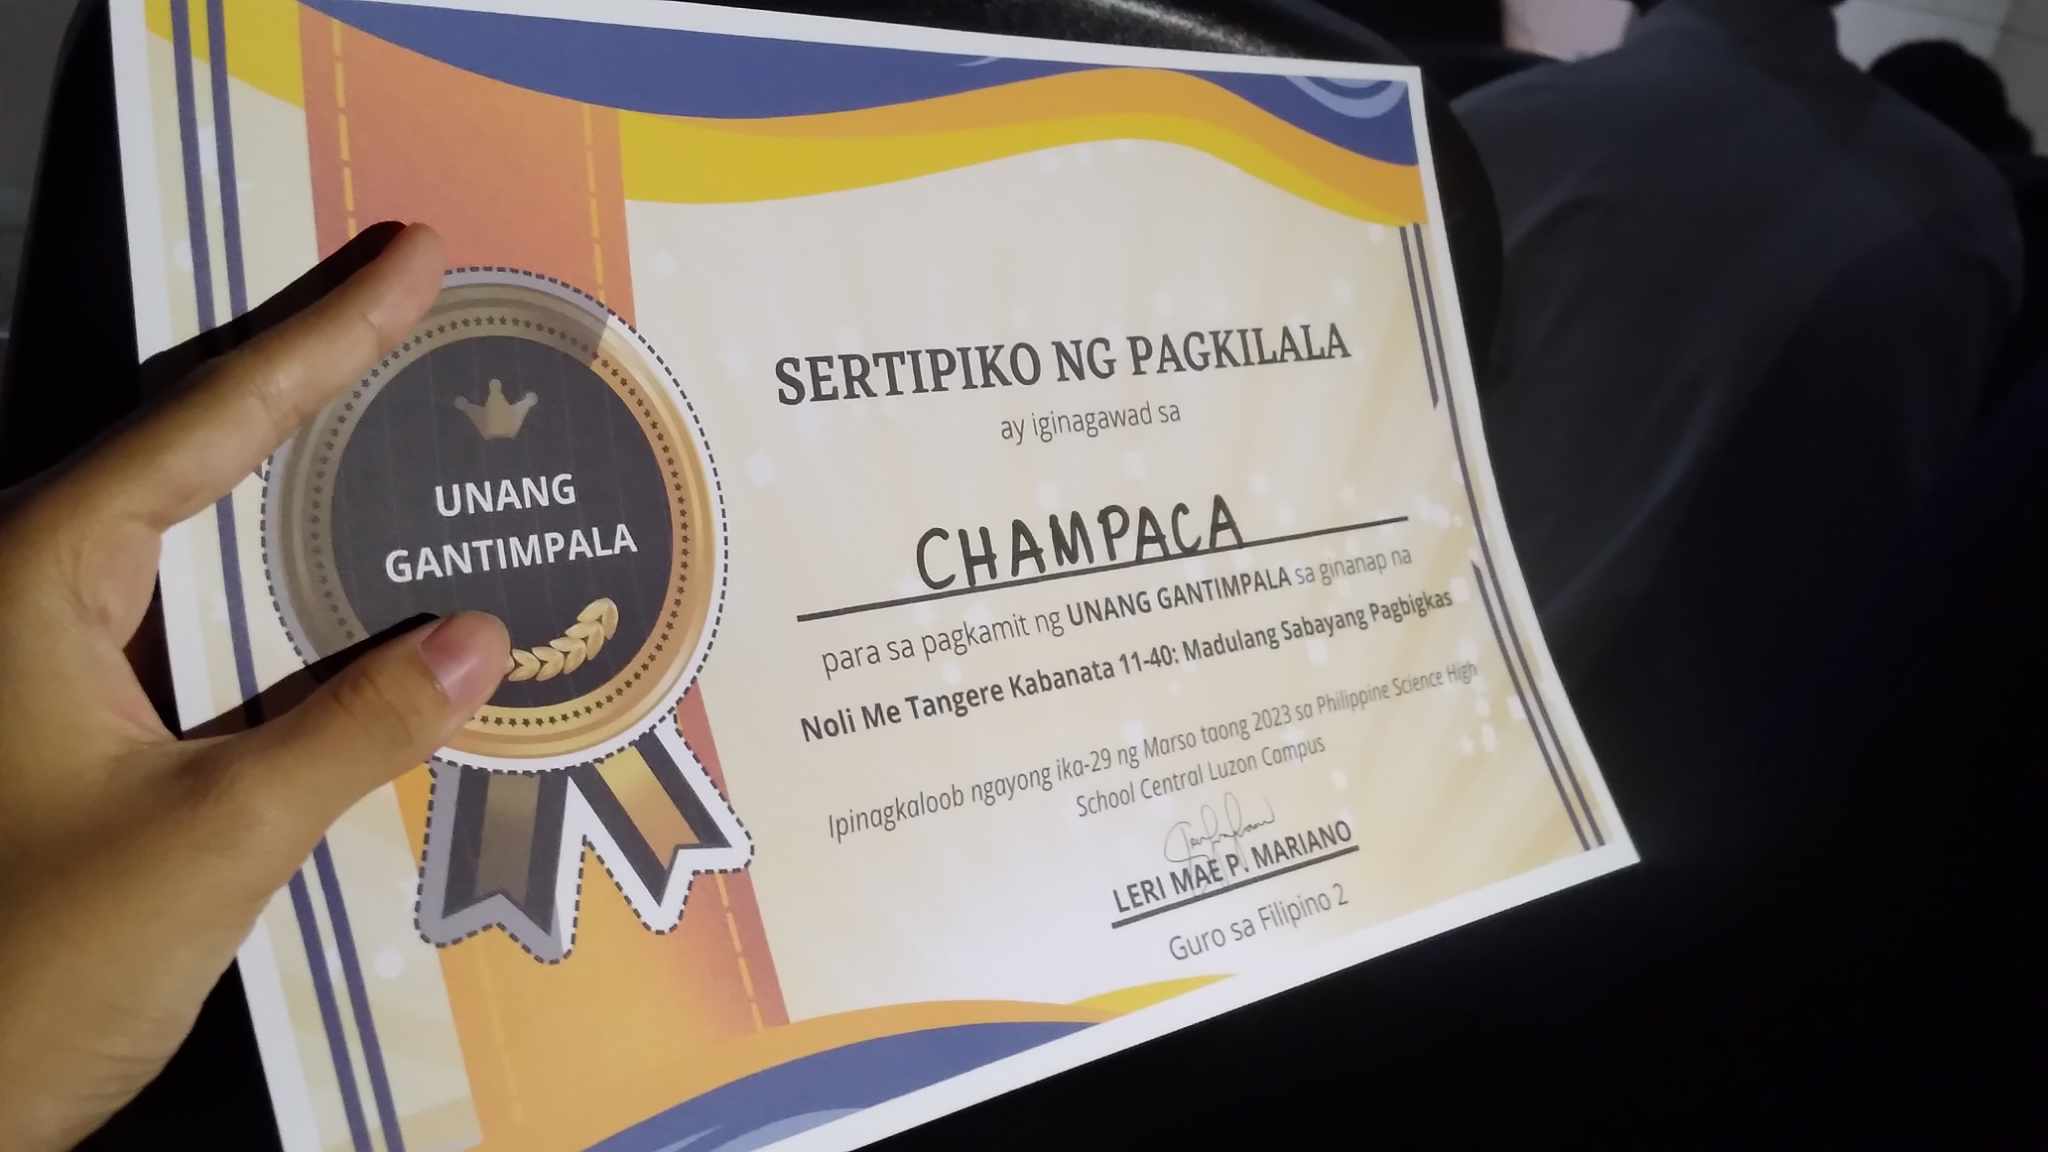 UNANG
GANTIMPALA
SERTIPIKO NG PAGKILALA
ay iginagawad sa
CHAMPACA
para sa pagkamit ng UNANG GANTIMPALA sa ginanap na
Noli Me Tangere Kabanata 11-40: Madulang Sabayang Pagbigkas
Ipinagkaloob ngayong ika-29 ng Marso taong 2023 sa Philippine Science High
School Central Luzon Campus
LERI MAE P. MARIANO
Guro sa Filipino 2